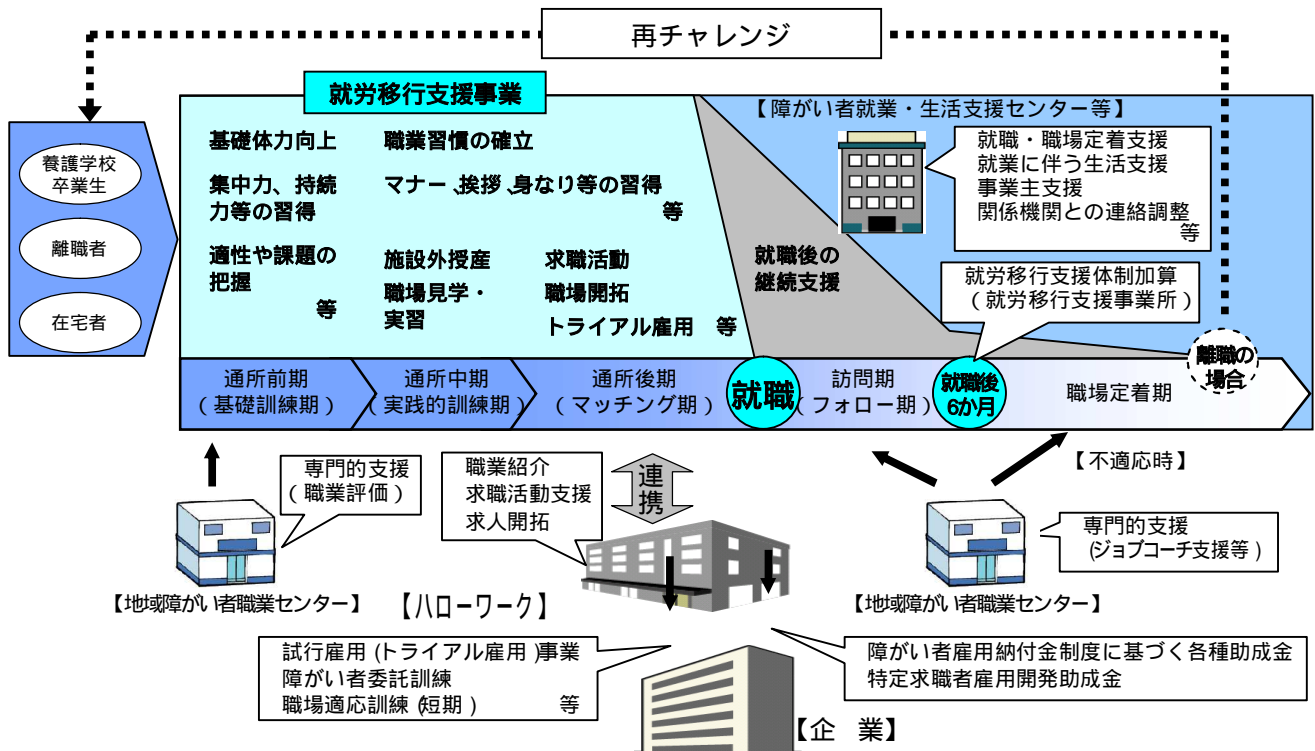 再チャレンジ
就労移行支援事業
【障がい者就業・生活支援センター等】
養護学校
卒業生
離職者
在宅者
基礎体力向上
集中力、持続
力等の習得
適性や課題の
把握
等
職業習慣の確立
マナー、挨拶、身なり等の習得
等
施設外授産
職場見学・
実習
求職活動
職場開拓
トライアル雇用 等
就職後の
継続支援
就職・職場定着支援
就業に伴う生活支援
事業主支援
関係機関との連絡調整
等
就労移行支援体制加算
(就労移行支援事業所)
離職の
場合
通所前期
(基礎訓練期)
通所中期
(実践的訓練期)
通所後期
(マッチング期)
就職
訪問期
(フォロー期)
就職後
6か月
職場定着期
専門的支援
(職業評価)
【地域障がい者職業センター】
職業紹介
求職活動支援
求人開拓
連
携
【ハローワーク】
【不適応時】
専門的支援
(ジョブコーチ支援等)
【地域障がい者職業センター】
試行雇用(トライアル雇用)事業
障がい者委託訓練
職場適応訓練(短期) 等
障がい者雇用納付金制度に基づく各種助成金
特定求職者雇用開発助成金
【企 業】